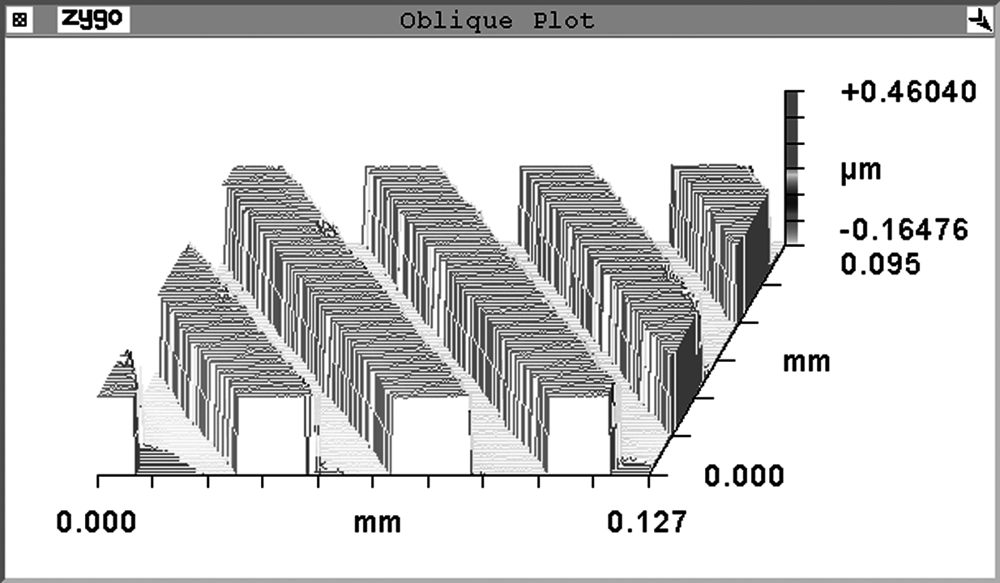 zygo Oblique Plot
+0.46040
µm
-0.16476
0.095
mm
0.000
0.000 mm 0.127